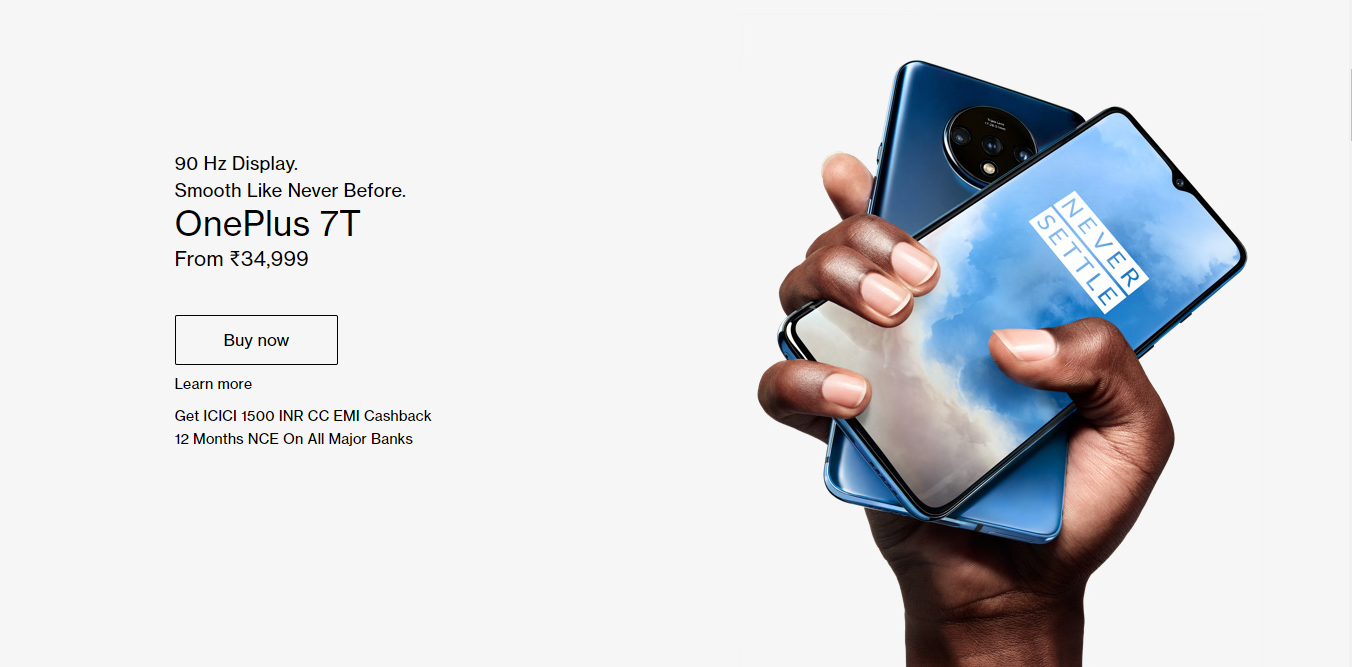 90 Hz Display.
Smooth Like Never Before.
OnePlus 7T
From ₹34,999
Buy now
Learn more
Get ICICI 1500 INR CC EMI Cashback
12 Months NCE On All Major Banks
NEVER
SETTLE